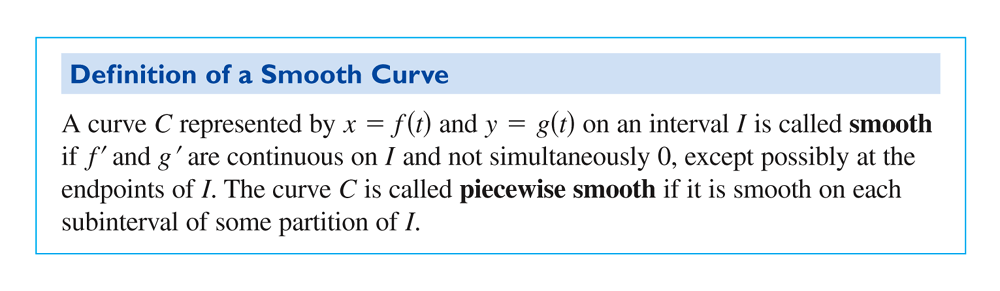 Definition of a Smooth Curve
A curve C represented by x = f(t) and y = g(t) on an interval I is called smooth
if f′ and g′ are continuous on I and not simultaneously 0, except possibly at the
endpoints of I. The curve C is called piecewise smooth if it is smooth on each
subinterval of some partition of I.